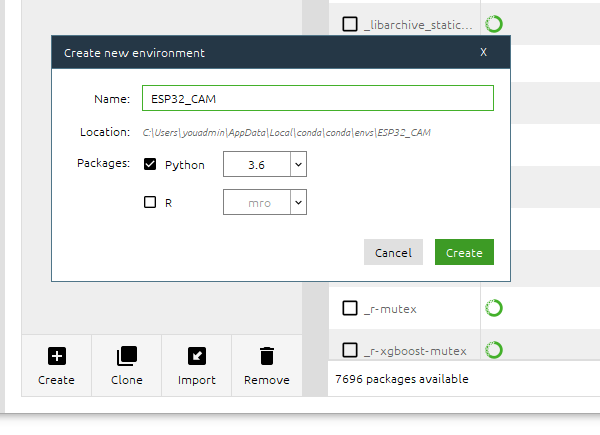 _libarchive_static...
Create new environment X
Name: ESP32_CAM
Location: C:\Users\youadmin\AppData\Local\conda\conda\envs\ESP32_CAM
Packages: Python 3.6
R mro
Cancel Create
_r-mutex
_r-xgboost-mutex
Create Clone Import Remove
7696 packages available